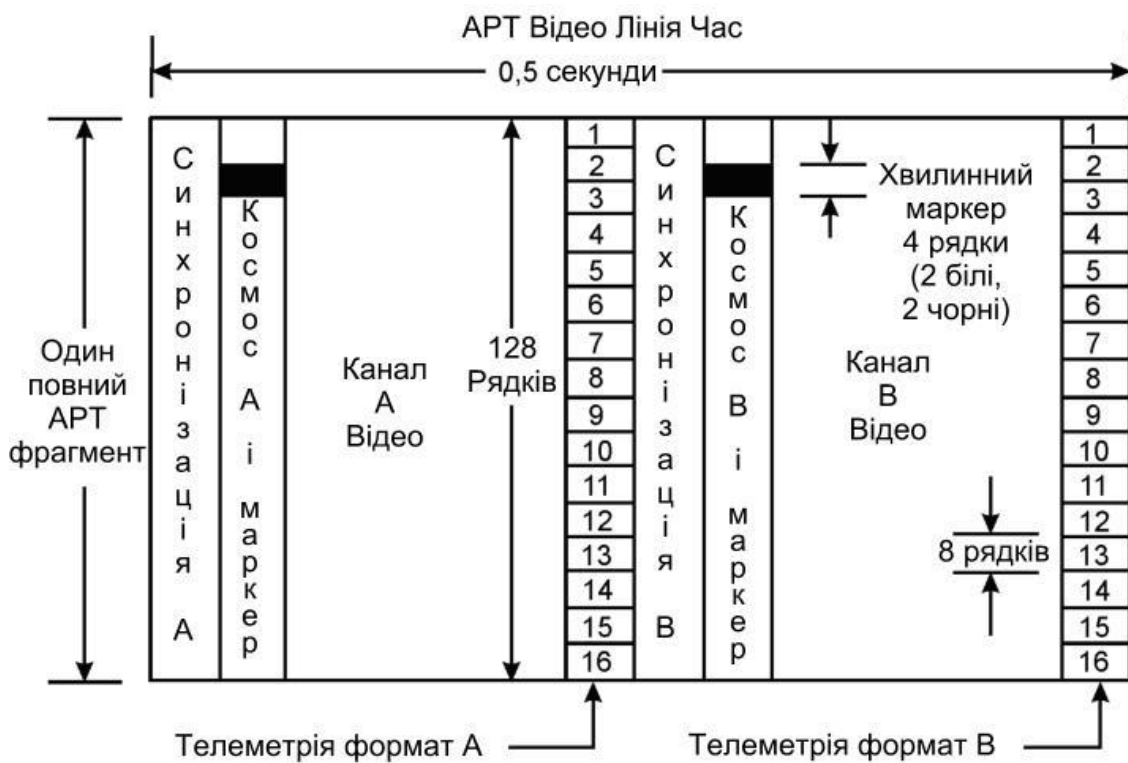 АРТ Відео Лінія Час
0,5 секунди
Один
повний
АРТ
фрагмент
Синхронізація А
Космос А і маркер
Канал
А
Відео
128
Рядків
1
2
3
4
5
6
7
8
9
10
11
12
13
14
15
16
Синхронізація В
Космос В і маркер
Хвилинний
маркер
4 рядки
(2 білі,
2 чорні)
Канал
В
Відео
8 рядків
1
2
3
4
5
6
7
8
9
10
11
12
13
14
15
16
Телеметрія формат А
Телеметрія формат В